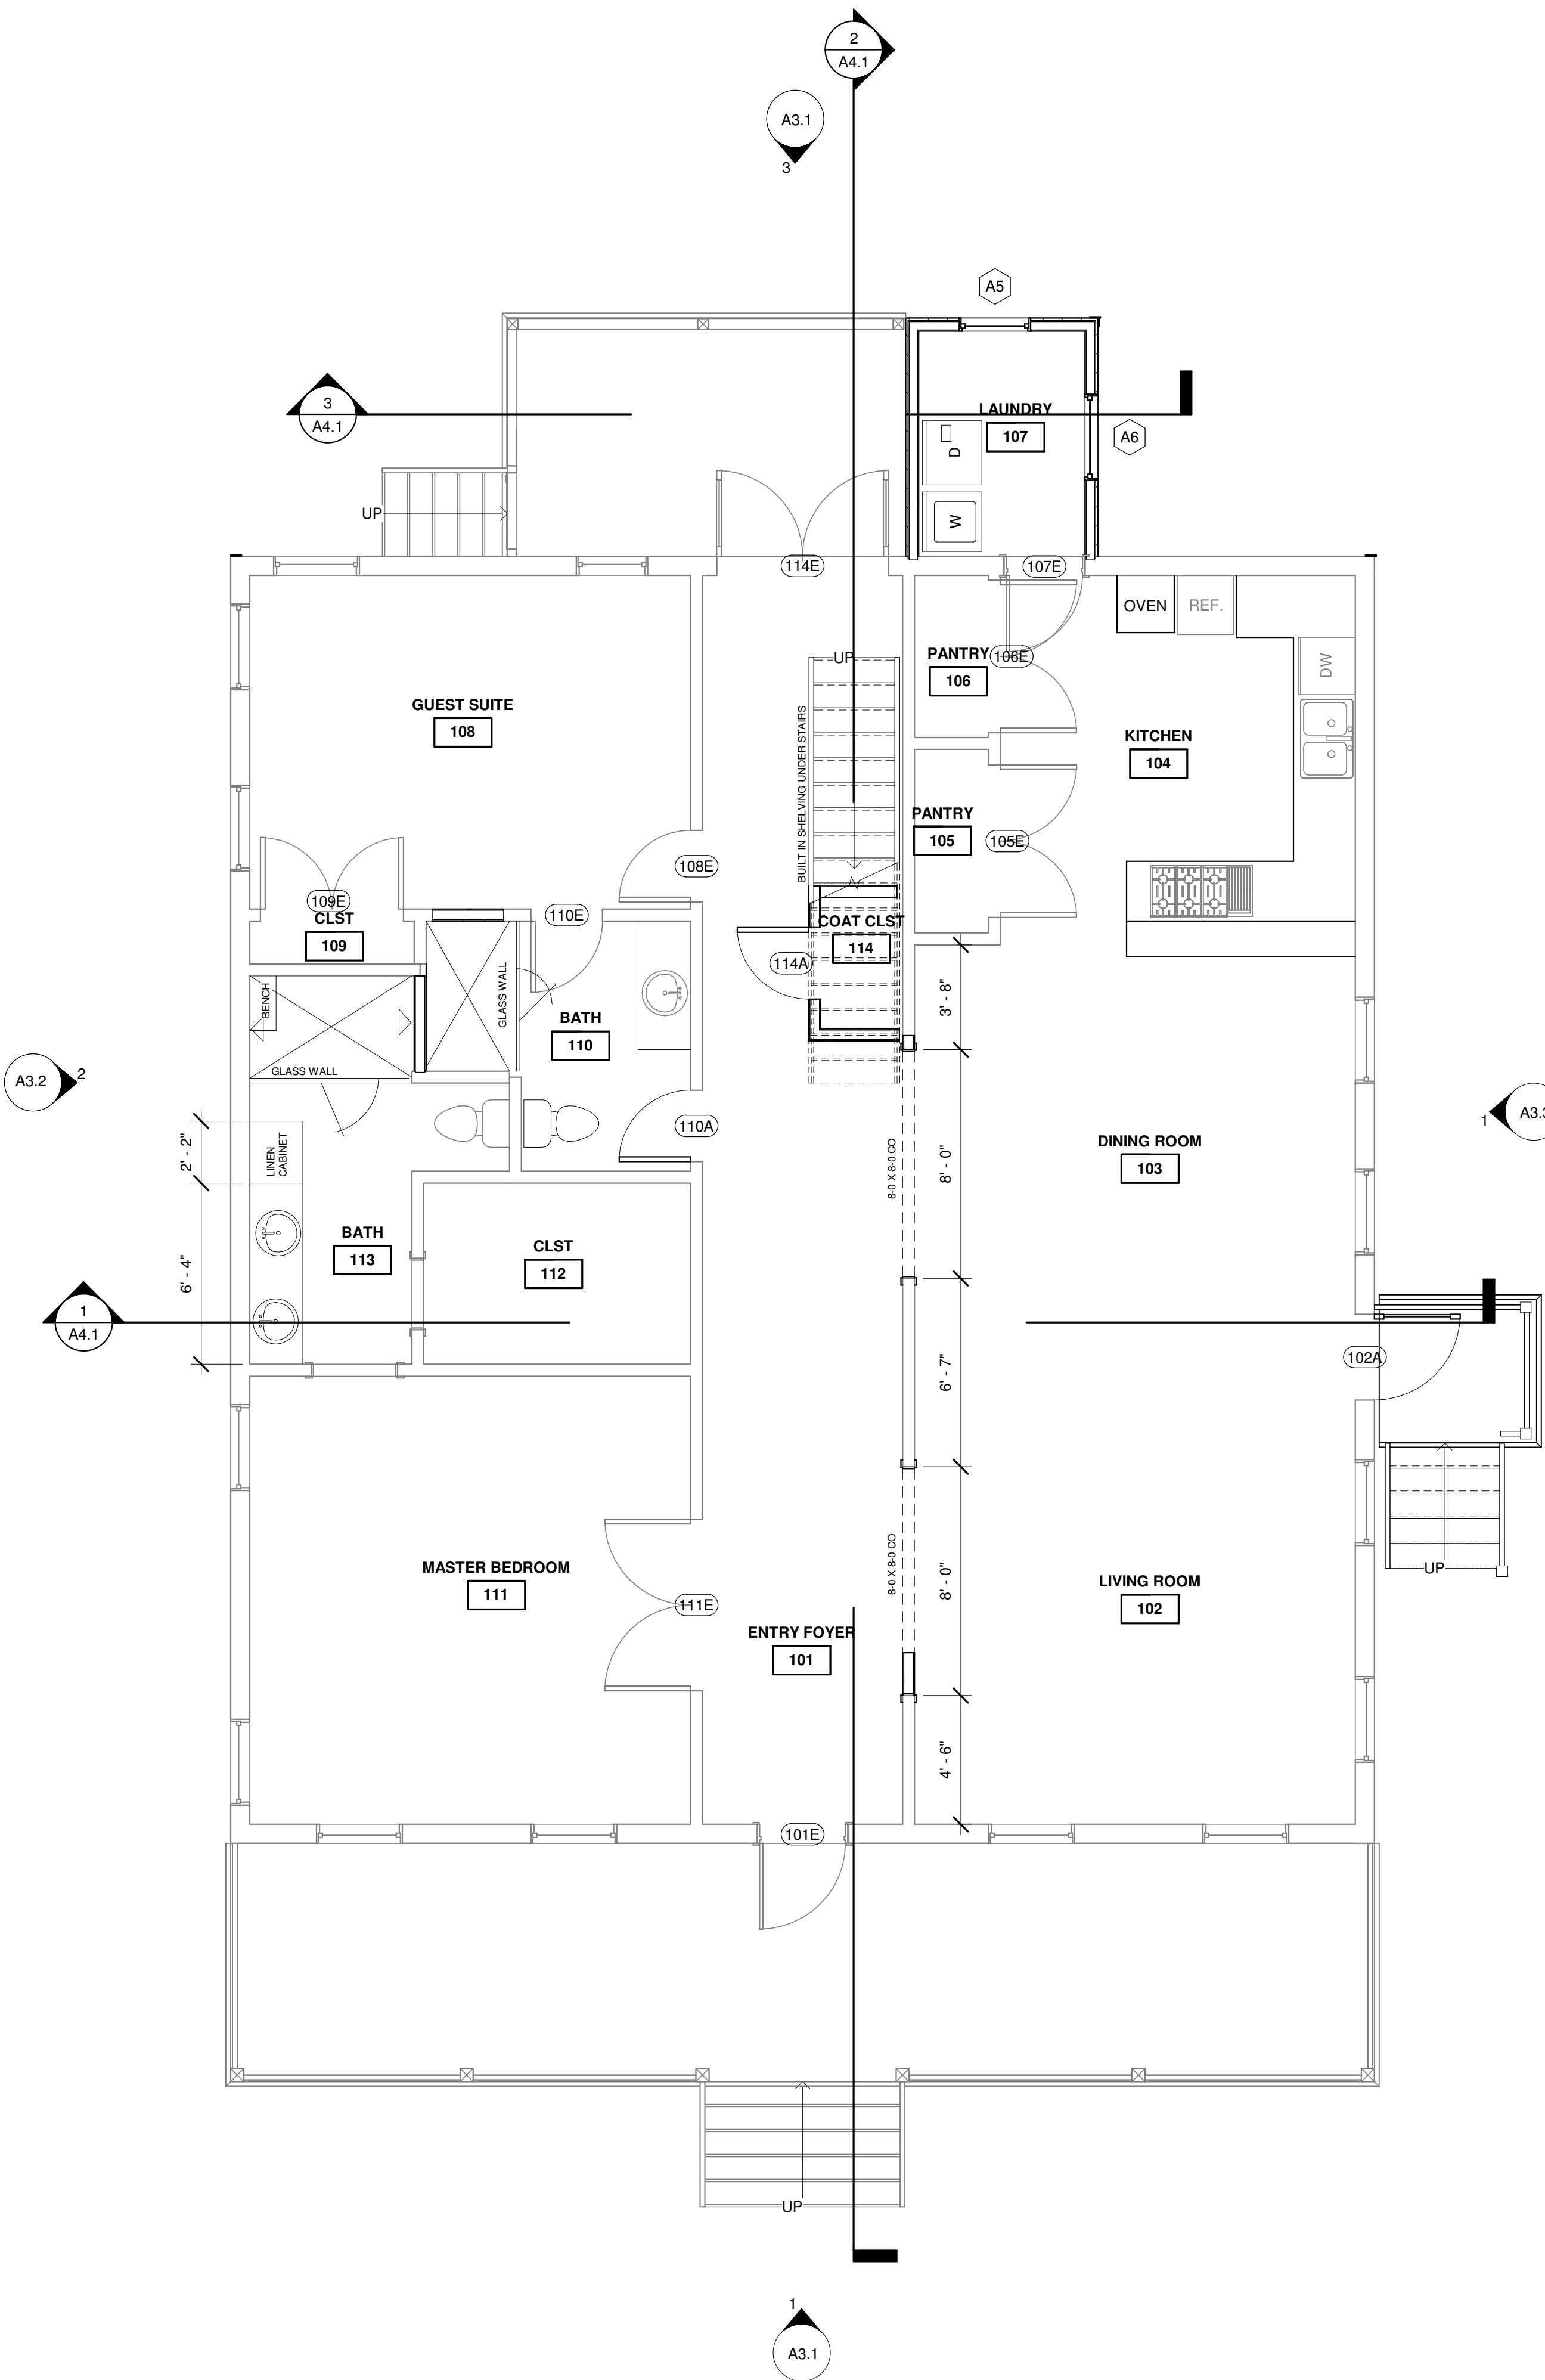 2
A4.1
A3.1
3
A5
3
A4.1
LAUNDRY
107
A6
D
W
UP
114E
107E
OVEN
REF.
PANTRY
106
106E
UP
DW
GUEST SUITE
108
BUILT IN SHELVING UNDER STAIRS
KITCHEN
104
PANTRY
105
105E
108E
109E
CLST
109
110E
COAT CLST
114
114A
BENCH
GLASS WALL
GLASS WALL
BATH
110
3' - 8"
A3.2
2
1
A3.3
110A
2' - 2"
LINEN
CABINET
8-0 X 8-0 CO
8' - 0"
DINING ROOM
103
BATH
113
CLST
112
6' - 4"
1
A4.1
102A
6' - 7"
MASTER BEDROOM
111
111E
8-0 X 8-0 CO
8' - 0"
UP
LIVING ROOM
102
ENTRY FOYER
101
4' - 6"
101E
UP
1
A3.1